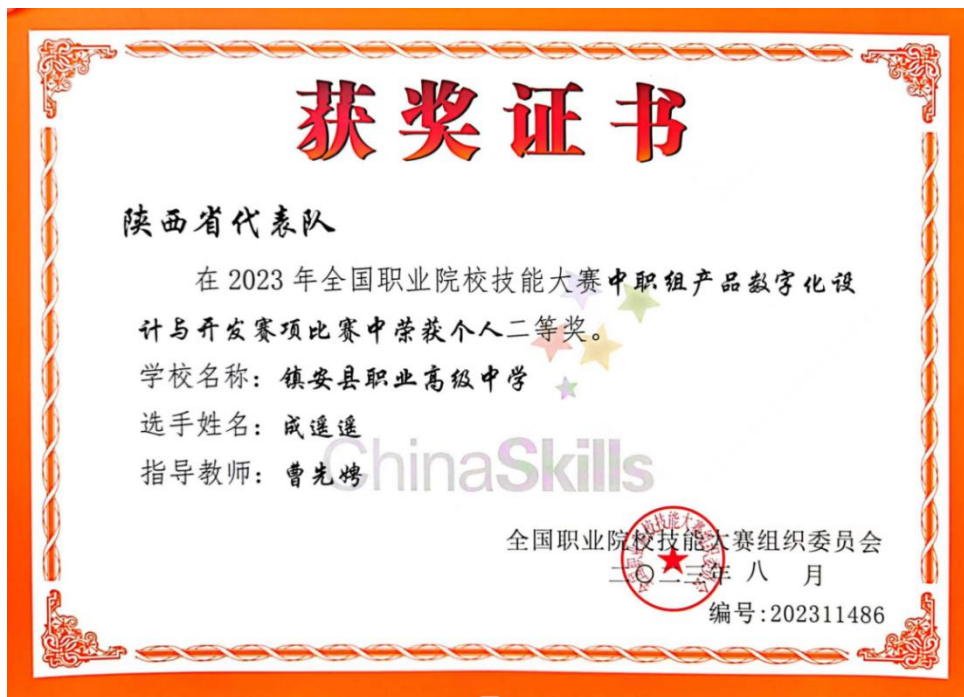 获奖证书
陕西省代表队
在 2023 年全国职业院校技能大赛中职组产品数字化设
计与开发赛项比赛中荣获个人二等奖。
学校名称：镇安县职业高级中学
选手姓名：成遥遥
指导教师：曹先娉
ChinaSkills
全国职业院校技能大赛组织委员会
二〇二三年 八 月
编号:202311486